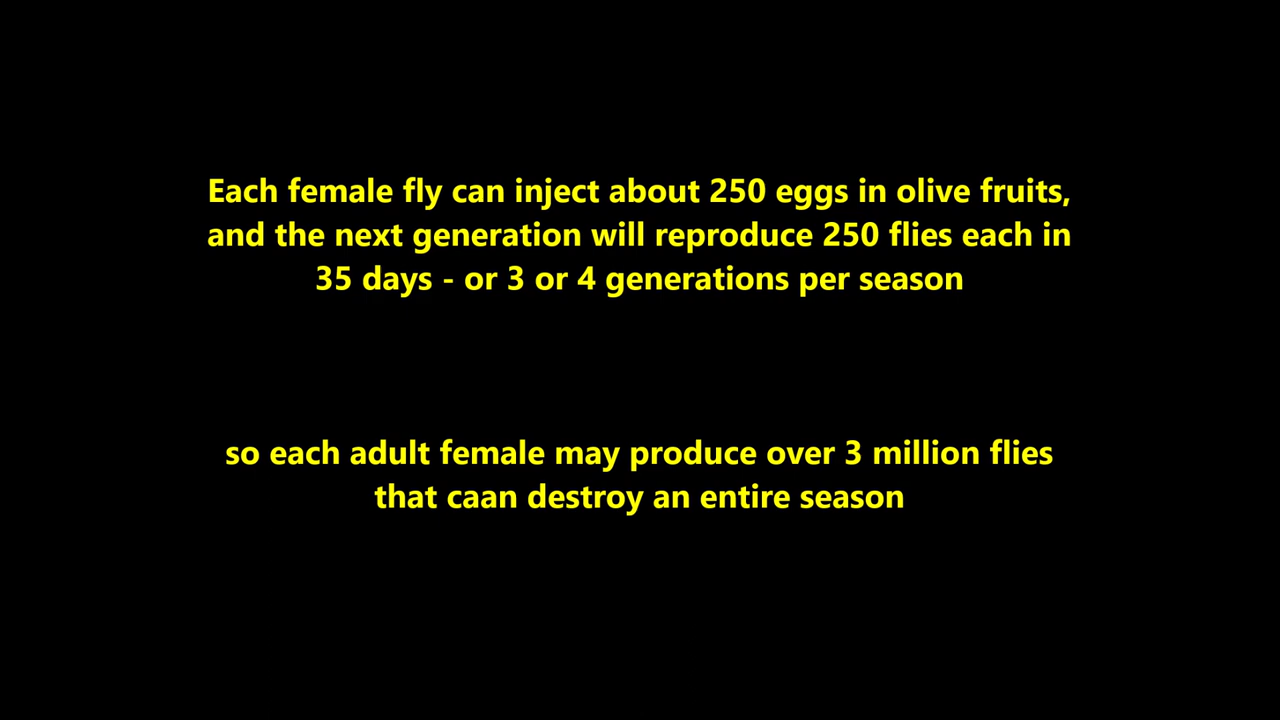 Each female fly can inject about 250 eggs in olive fruits,
and the next generation will reproduce 250 flies each in
35 days - or 3 or 4 generations per season
so each adult female may produce over 3 million flies
that caan destroy an entire season